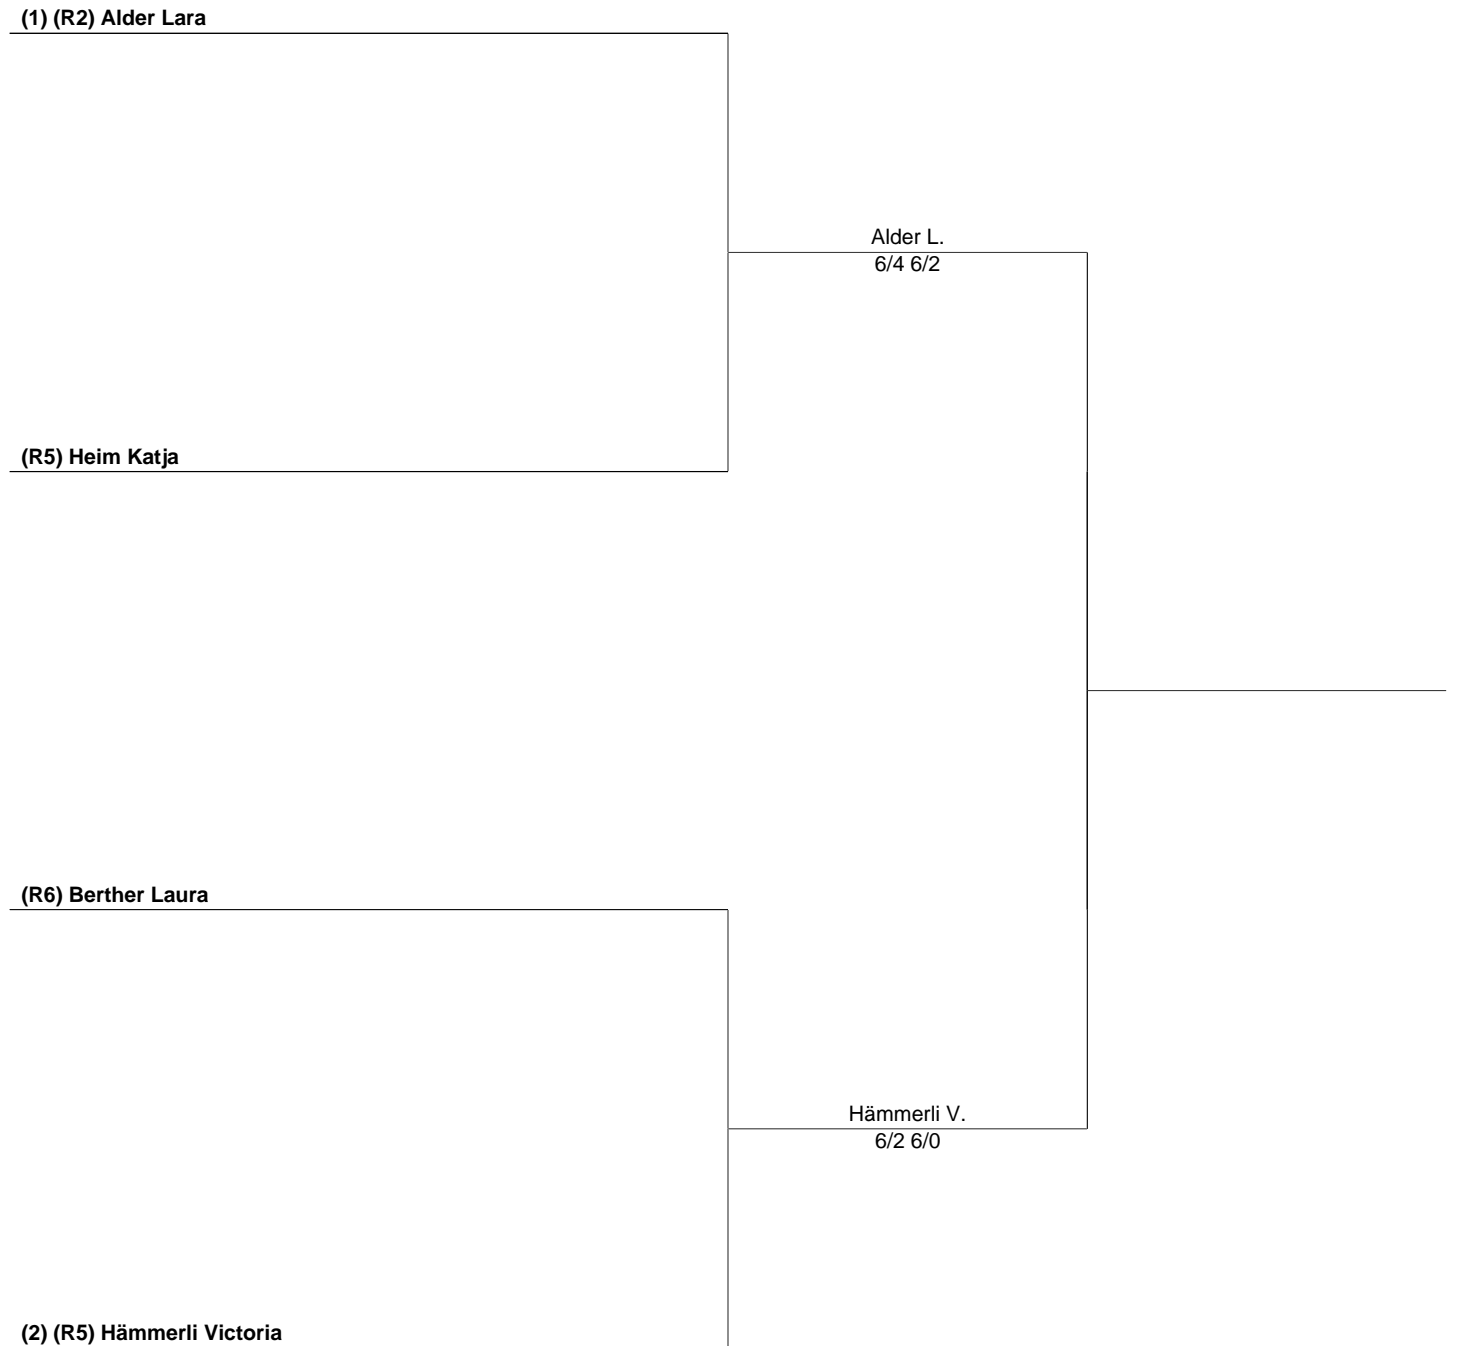 (1) (R2) Alder Lara
Alder L.
6/4 6/2
(R5) Heim Katja
(R6) Berther Laura
Hämmerli V.
6/2 6/0
(2) (R5) Hämmerli Victoria